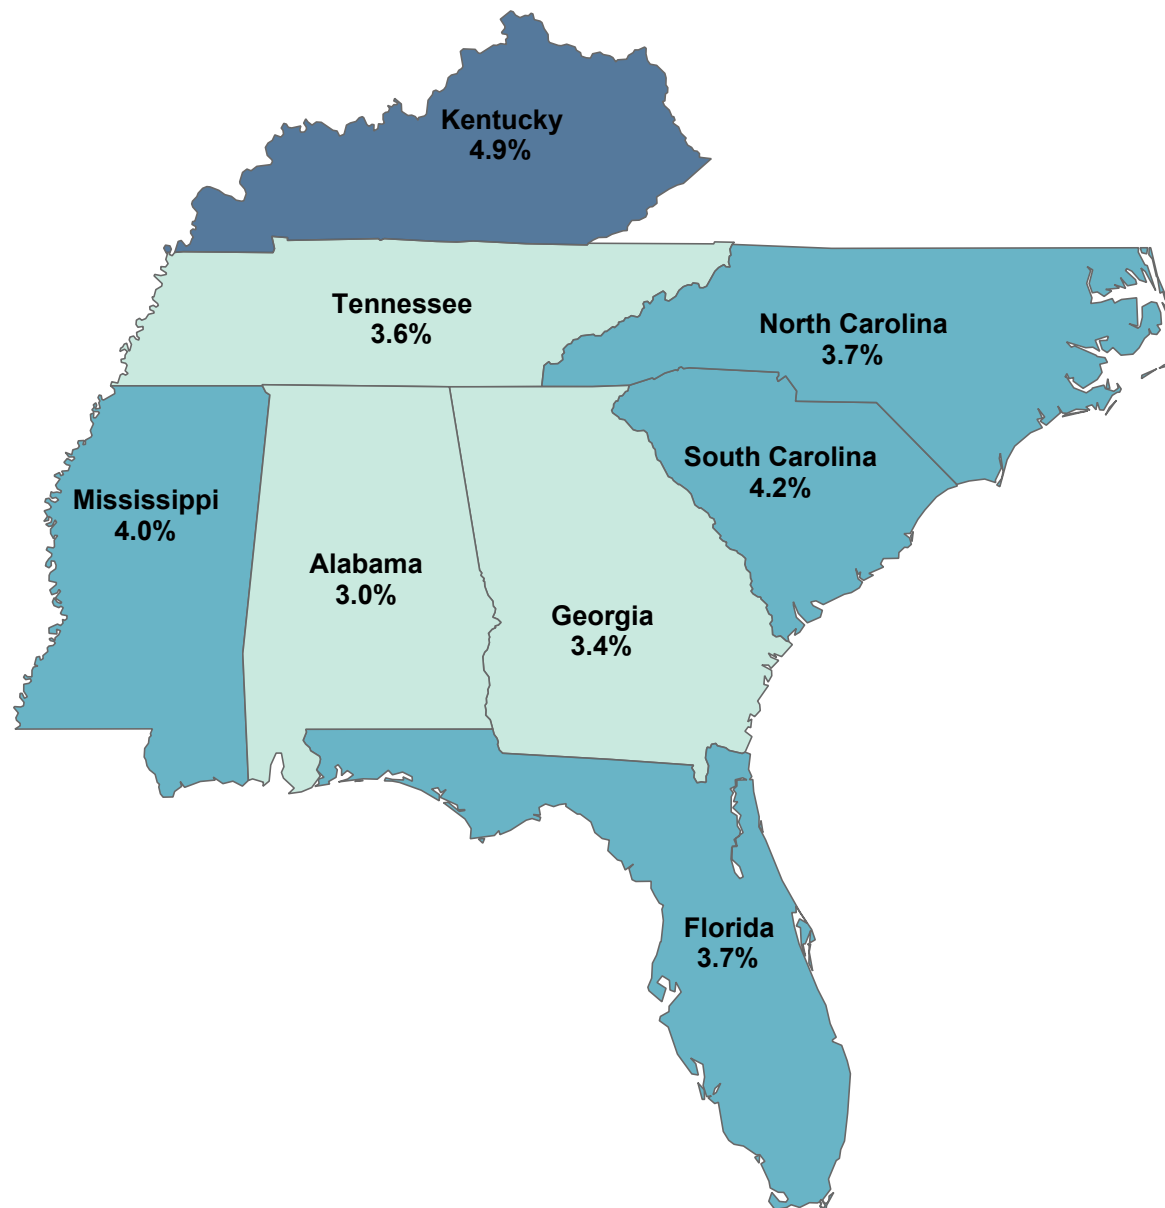 Kentucky
4.9%
Tennessee
3.6%
North Carolina
3.7%
South Carolina
4.2%
Mississippi
4.0%
Alabama
3.0%
Georgia
3.4%
Florida
3.7%